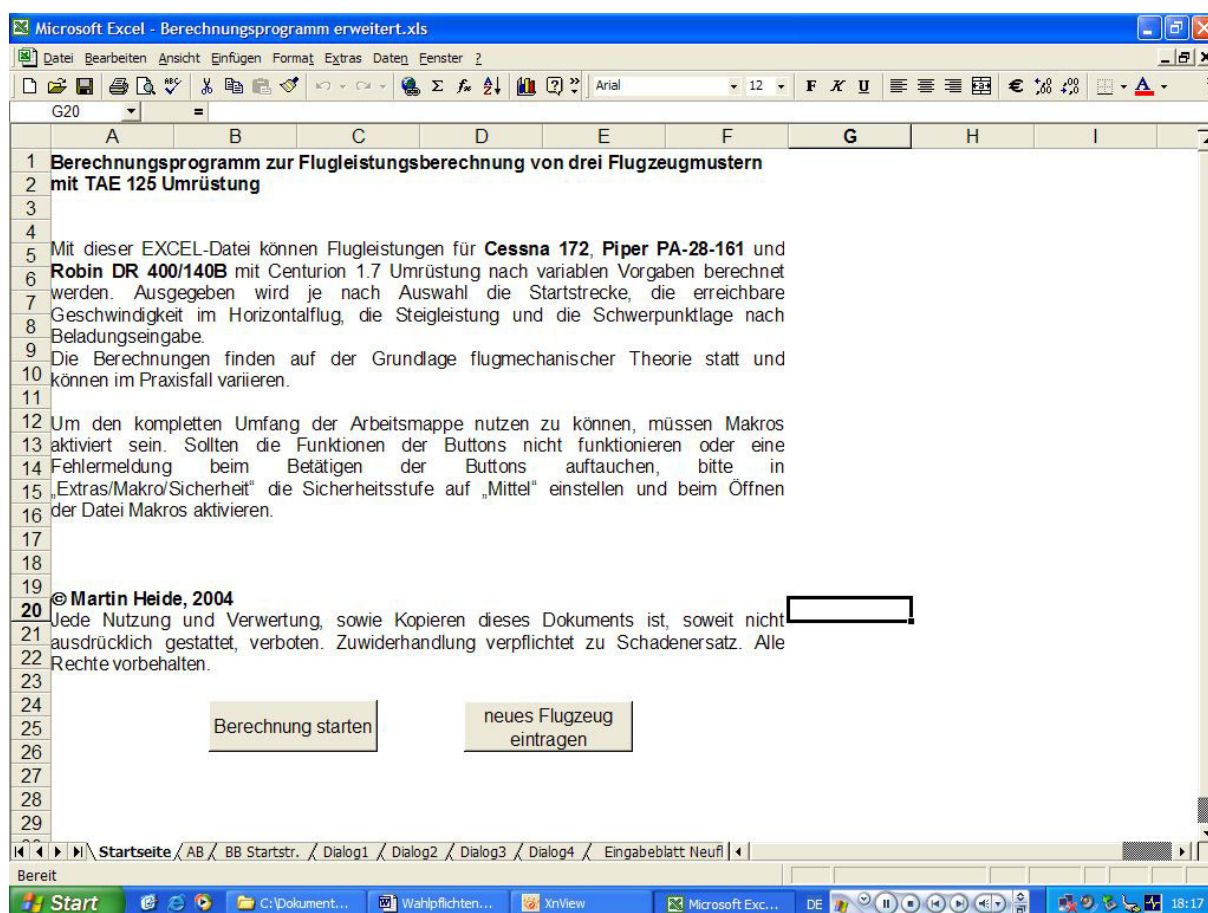 Microsoft Excel - Berechnungsprogramm erweitert.xls
Datei Bearbeiten Ansicht Einfügen Format Extras Daten Fenster ?
Arial 12 F K U
G20 =
A B C D E F G H I
1 Berechnungsprogramm zur Flugleistungsberechnung von drei Flugzeugmustern
2 mit TAE 125 Umrüstung
3
4
5 Mit dieser EXCEL-Datei können Flugleistungen für Cessna 172, Piper PA-28-161 und
6 Robin DR 400/140B mit Centurion 1.7 Umrüstung nach variablen Vorgaben berechnet
7 werden. Ausgegeben wird je nach Auswahl die Startstrecke, die erreichbare
Geschwindigkeit im Horizontalflug, die Steigleistung und die Schwerpunktlage nach
8 Beladungseingabe.
9 Die Berechnungen finden auf der Grundlage flugmechanischer Theorie statt und
10 können im Praxisfall variieren.
11
12 Um den kompletten Umfang der Arbeitsmappe nutzen zu können, müssen Makros
13 aktiviert sein. Sollten die Funktionen der Buttons nicht funktionieren oder eine
14 Fehlermeldung beim Betätigen der Buttons auftauchen, bitte in
15 „Extras/Makro/Sicherheit“ die Sicherheitsstufe auf „Mittel“ einstellen und beim Öffnen
16 der Datei Makros aktivieren.
17
18
19
© Martin Heide, 2004
20 Jede Nutzung und Verwertung, sowie Kopieren dieses Dokuments ist, soweit nicht
21 ausdrücklich gestattet, verboten. Zuwiderhandlung verpflichtet zu Schadenersatz. Alle
22 Rechte vorbehalten.
23
24
25 Berechnung starten neues Flugzeug
eintragen
26
27
28
29
Startseite AB BB Startstr. Dialog1 Dialog2 Dialog3 Dialog4 Eingabeblatt Neufl
Bereit
Start C:\Dokument... Wahlpflichten... XnView Microsoft Exc... DE 18:17